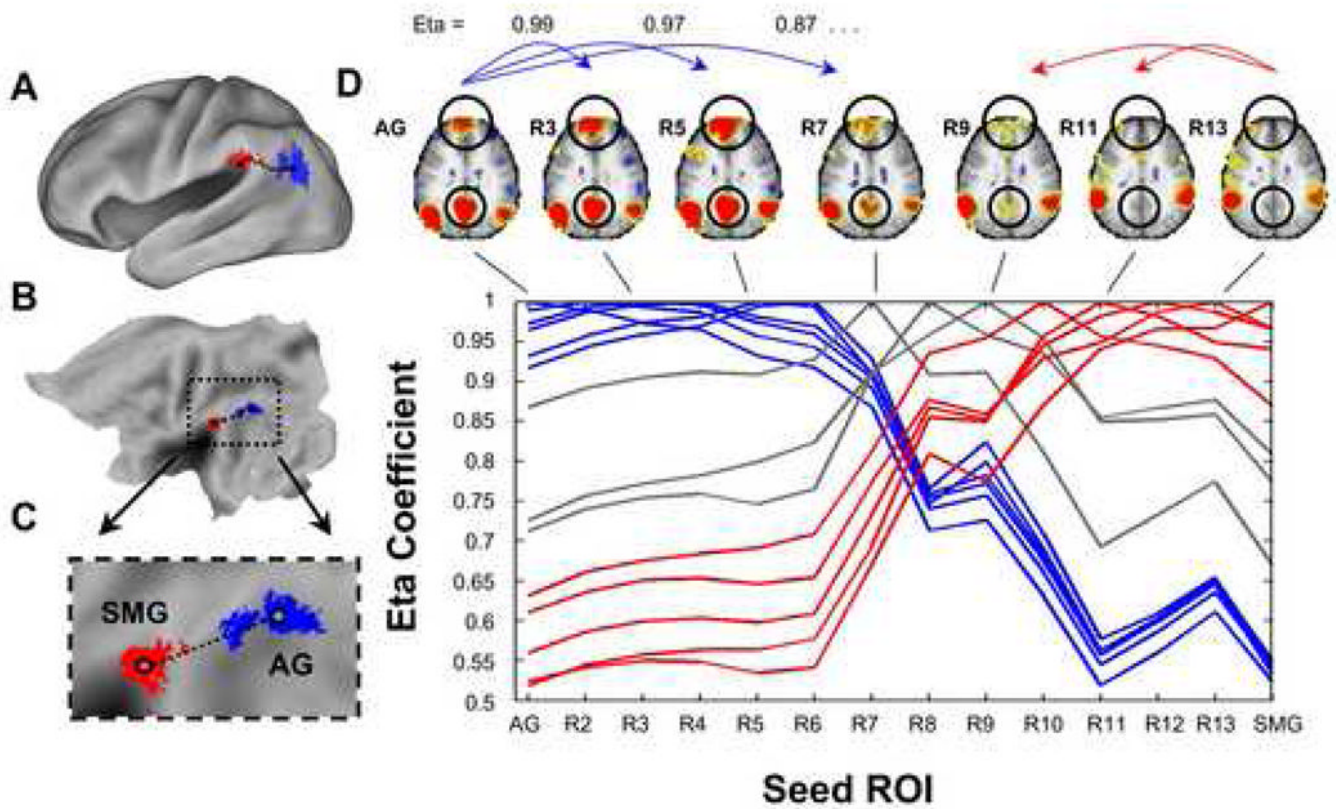 Eta = 0.99 0.97 0.87 ...
A
D
AG R3 R5 R7 R9 R11 R13
B
C
SMG
AG
Eta Coefficient
1
0.95
0.9
0.85
0.8
0.75
0.7
0.65
0.6
0.55
0.5
AG R2 R3 R4 R5 R6 R7 R8 R9 R10 R11 R12 R13 SMG
Seed ROI